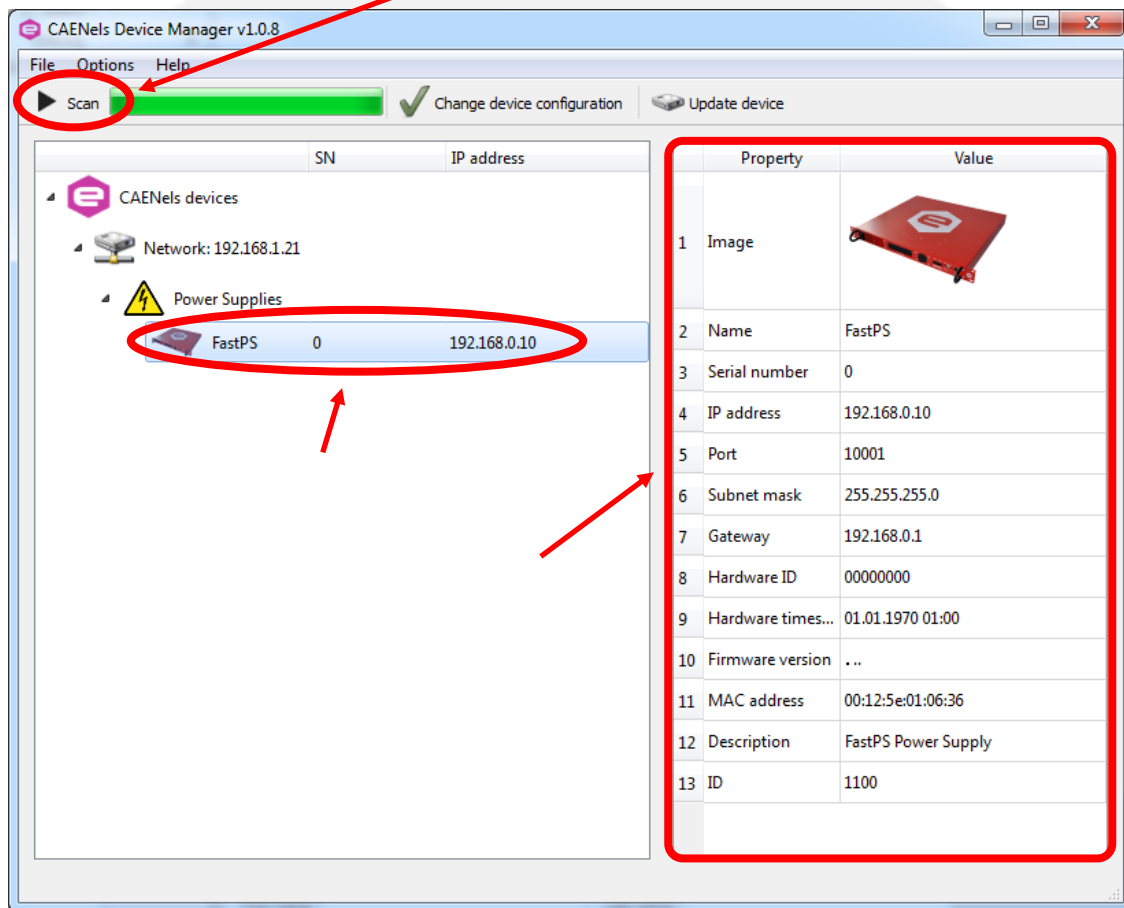 CAENels Device Manager v1.0.8
File Options Help
Scan Change device configuration Update device
SN IP address
CAENels devices
Network: 192.168.1.21
Power Supplies
FastPS 0 192.168.0.10
Property Value
1 Image
2 Name FastPS
3 Serial number 0
4 IP address 192.168.0.10
5 Port 10001
6 Subnet mask 255.255.255.0
7 Gateway 192.168.0.1
8 Hardware ID 00000000
9 Hardware times... 01.01.1970 01:00
10 Firmware version . ..
11 MAC address 00:12:5e:01:06:36
12 Description FastPS Power Supply
13 ID 1100